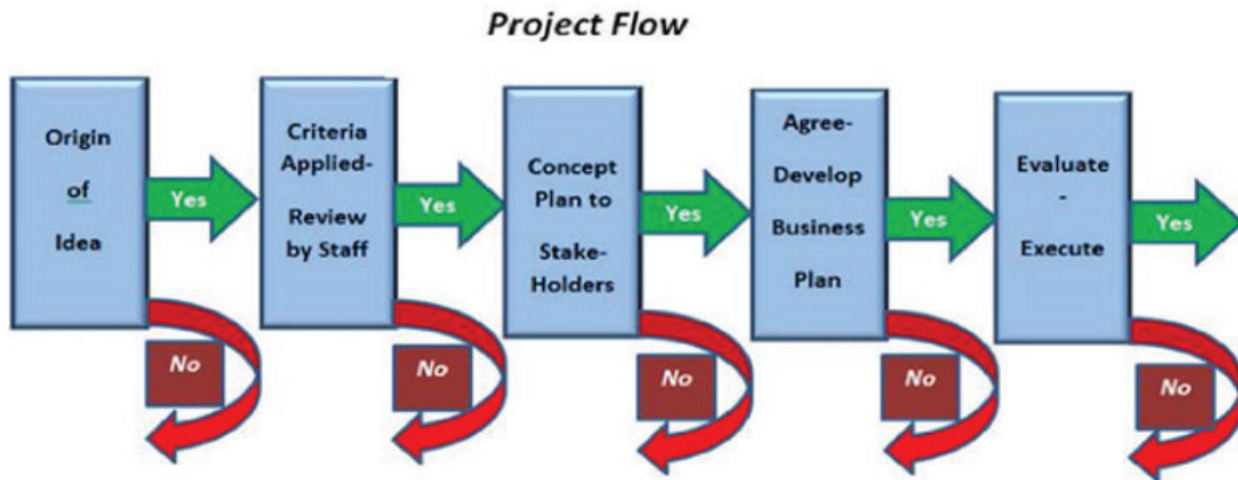 Project Flow
Origin
of
Idea
Yes
No
Criteria
Applied-
Review
by Staff
Yes
No
Concept
Plan to
Stake-
Holders
Yes
No
Agree-
Develop
Business
Plan
Yes
No
Evaluate
-
Execute
Yes
No